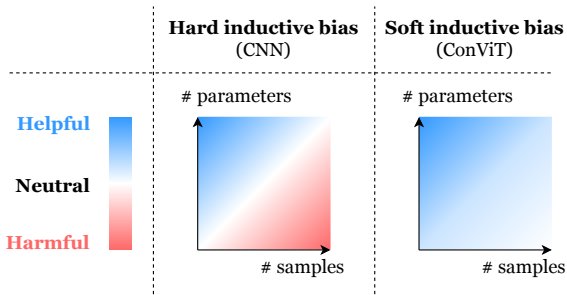 Hard inductive bias
(CNN)
Soft inductive bias
(ConViT)
Helpful
Neutral
Harmful
# parameters
# samples
# parameters
# samples